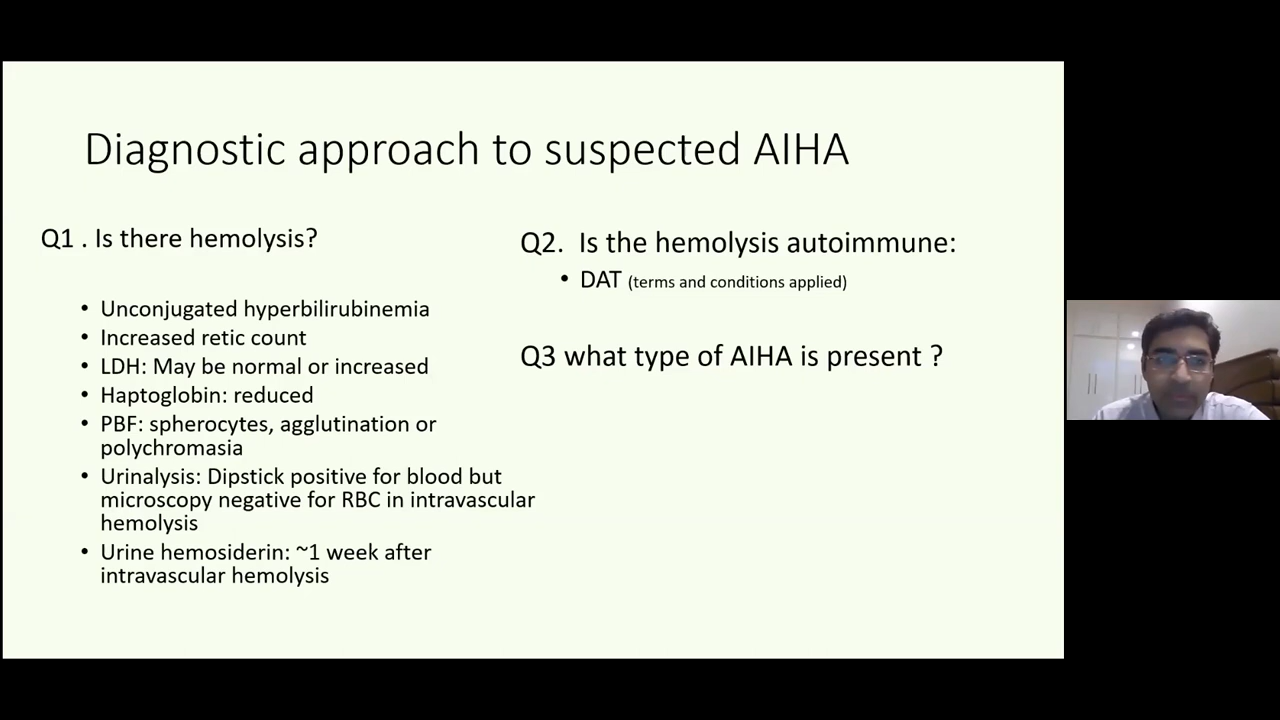 Diagnostic approach to suspected AIHA
Q1 . Is there hemolysis?
• Unconjugated hyperbilirubinemia
• Increased retic count
• LDH: May be normal or increased
• Haptoglobin: reduced
• PBF: spherocytes, agglutination or
polychromasia
• Urinalysis: Dipstick positive for blood but
microscopy negative for RBC in intravascular
hemolysis
• Urine hemosiderin: ~1 week after
intravascular hemolysis
Q2. Is the hemolysis autoimmune:
• DAT (terms and conditions applied)
Q3 what type of AIHA is present ?